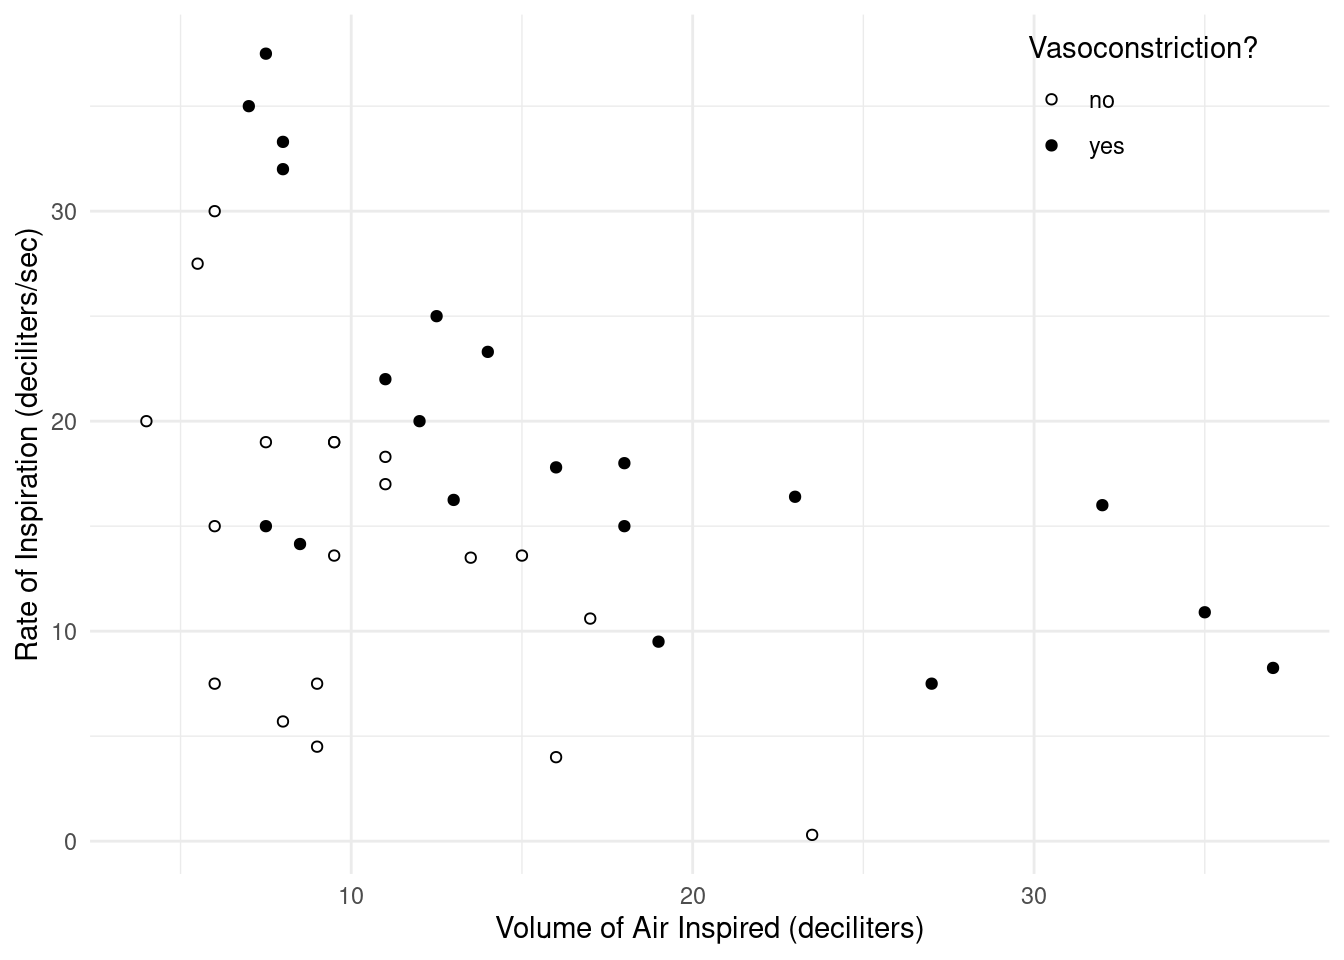 Vasoconstriction?
no
yes
Rate of Inspiration (deciliters/sec)
30
20
10
0
10
20
30
Volume of Air Inspired (deciliters)